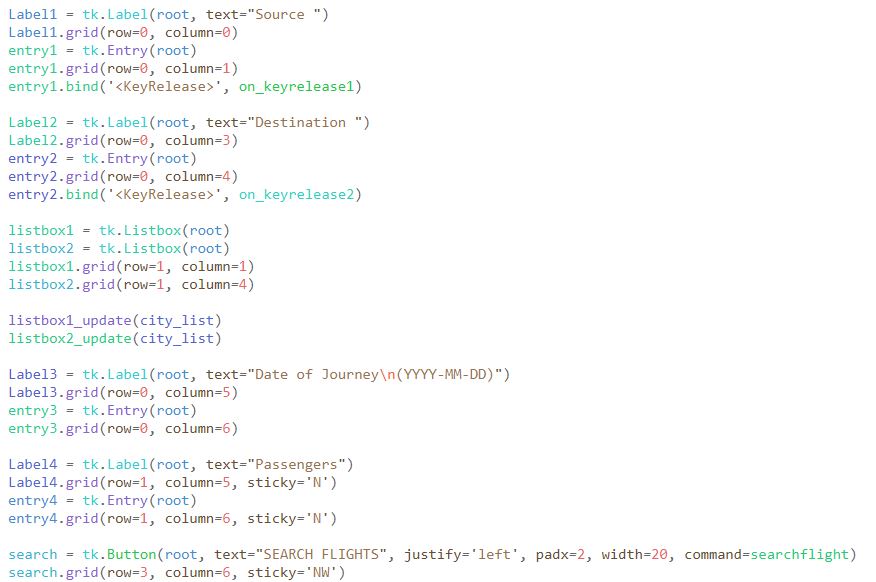 Label1 = tk.Label(root, text="Source ")
Label1.grid(row=0, column=0)
entry1 = tk.Entry(root)
entry1.grid(row=0, column=1)
entry1.bind('<KeyRelease>', on_keyrelease1)

Label2 = tk.Label(root, text="Destination ")
Label2.grid(row=0, column=3)
entry2 = tk.Entry(root)
entry2.grid(row=0, column=4)
entry2.bind('<KeyRelease>', on_keyrelease2)

listbox1 = tk.Listbox(root)
listbox2 = tk.Listbox(root)
listbox1.grid(row=1, column=1)
listbox2.grid(row=1, column=4)

listbox1_update(city_list)
listbox2_update(city_list)

Label3 = tk.Label(root, text="Date of Journey\n(YYYY-MM-DD)")
Label3.grid(row=0, column=5)
entry3 = tk.Entry(root)
entry3.grid(row=0, column=6)

Label4 = tk.Label(root, text="Passengers")
Label4.grid(row=1, column=5, sticky='N')
entry4 = tk.Entry(root)
entry4.grid(row=1, column=6, sticky='N')

search = tk.Button(root, text="SEARCH FLIGHTS", justify='left', padx=2, width=20, command=searchflight)
search.grid(row=3, column=6, sticky='NW')